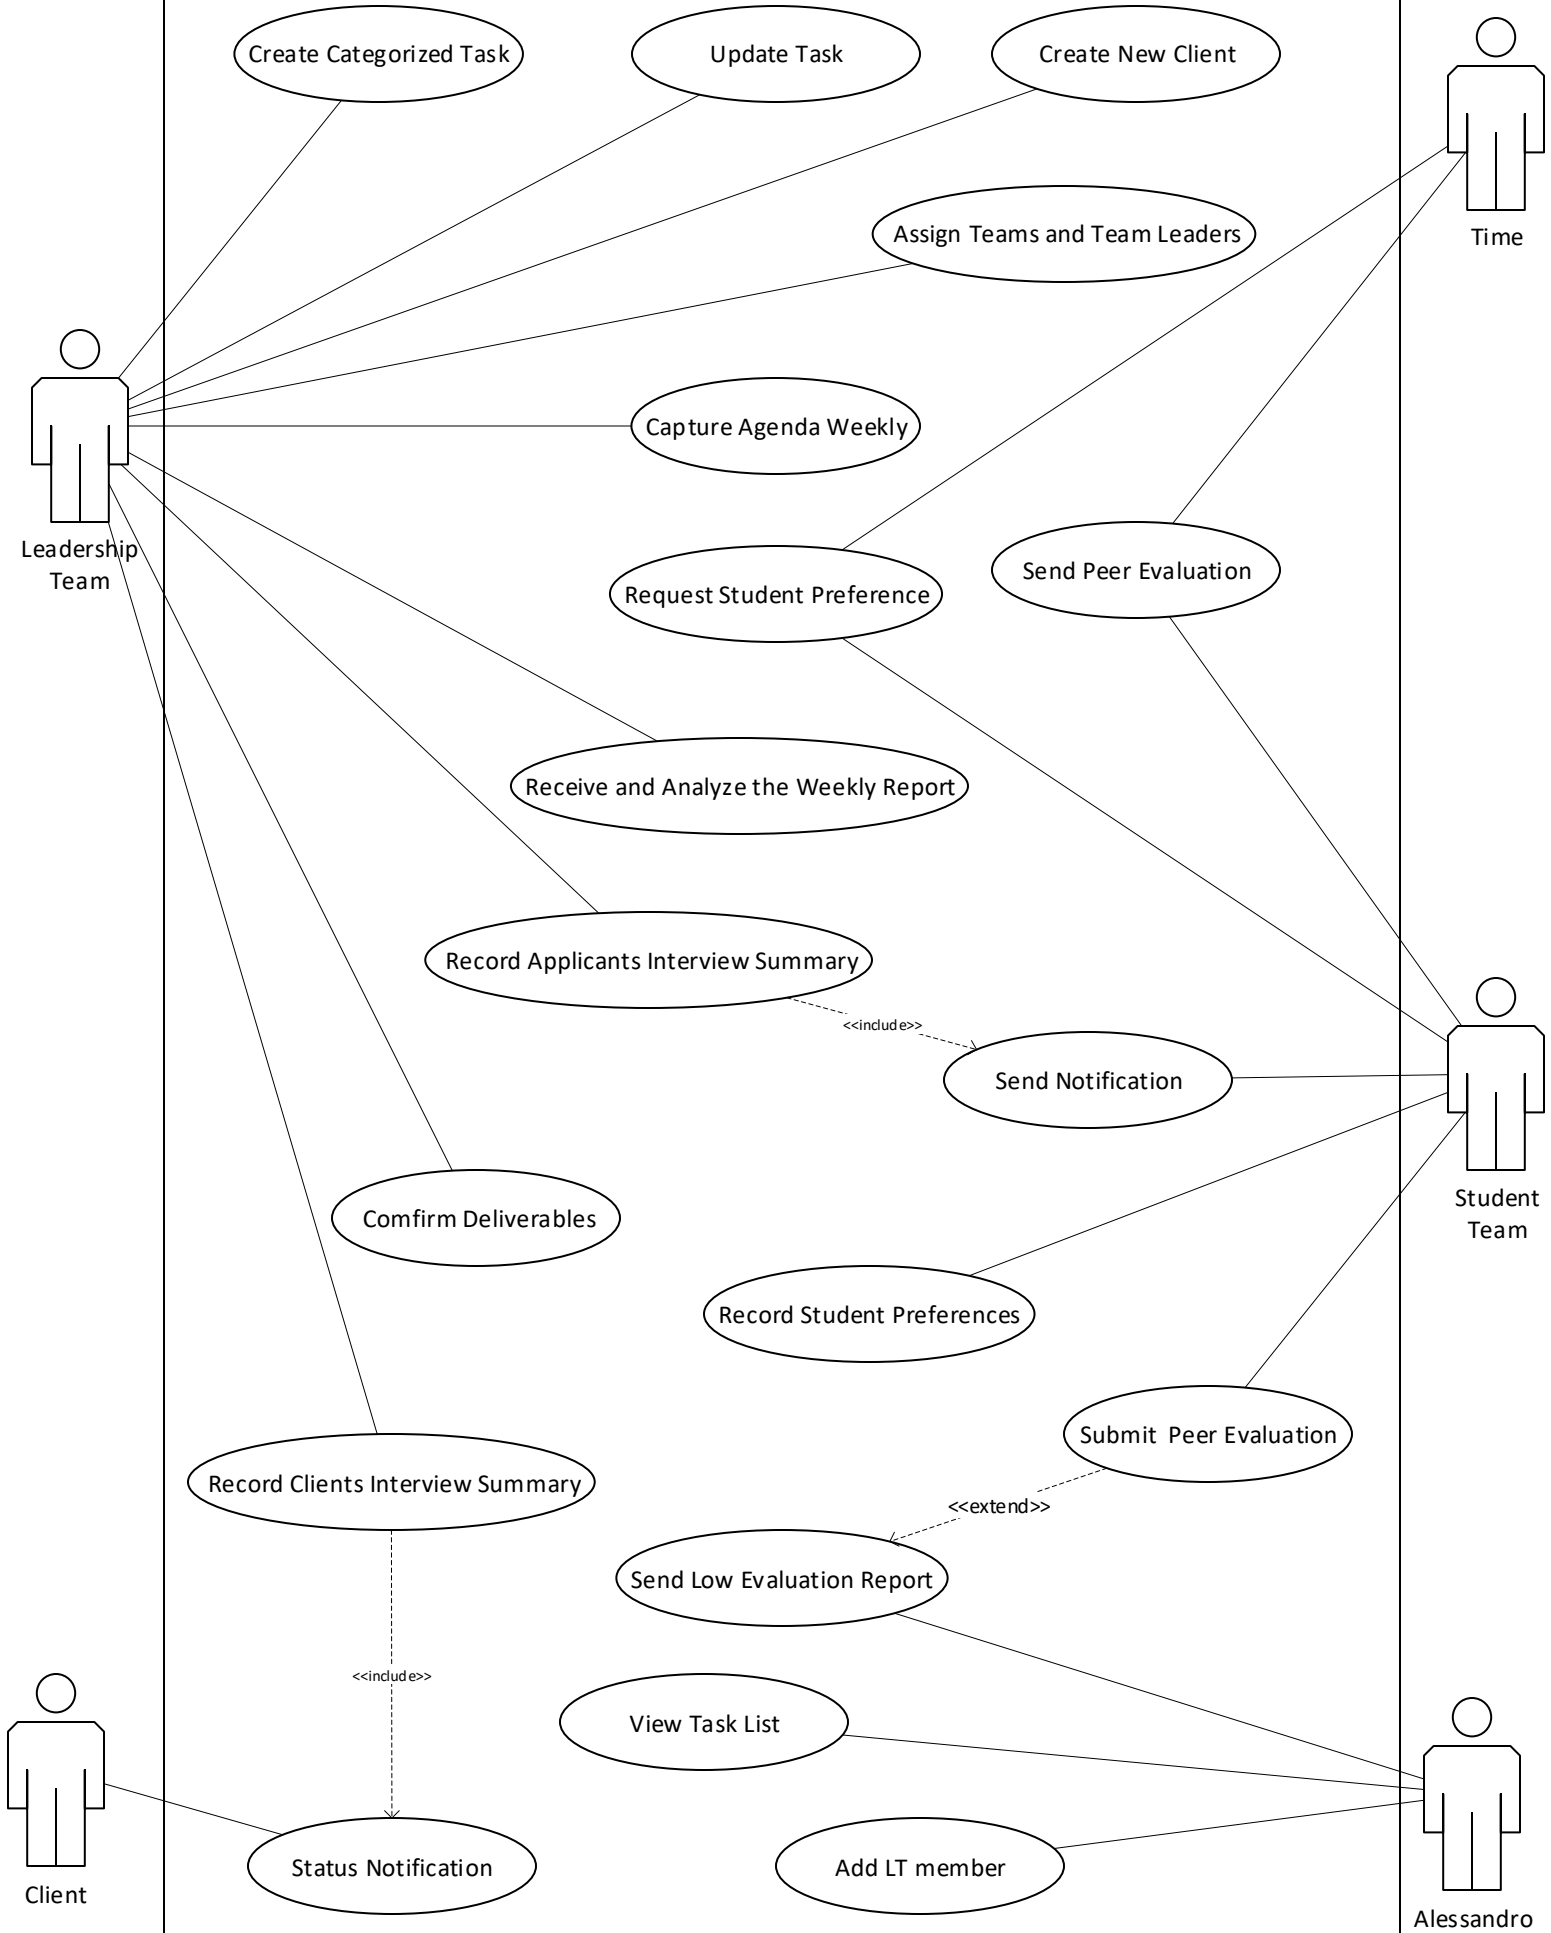 Create Categorized Task
Update Task
Create New Client
Assign Teams and Team Leaders
Time
Capture Agenda Weekly
Leadership
Team
Request Student Preference
Send Peer Evaluation
Receive and Analyze the Weekly Report
Record Applicants Interview Summary
<<include>>
Send Notification
Comfirm Deliverables
Student
Team
Record Student Preferences
Submit Peer Evaluation
Record Clients Interview Summary
<<extend>>
Send Low Evaluation Report
<<include>>
View Task List
Status Notification
Add LT member
Client
Alessandro